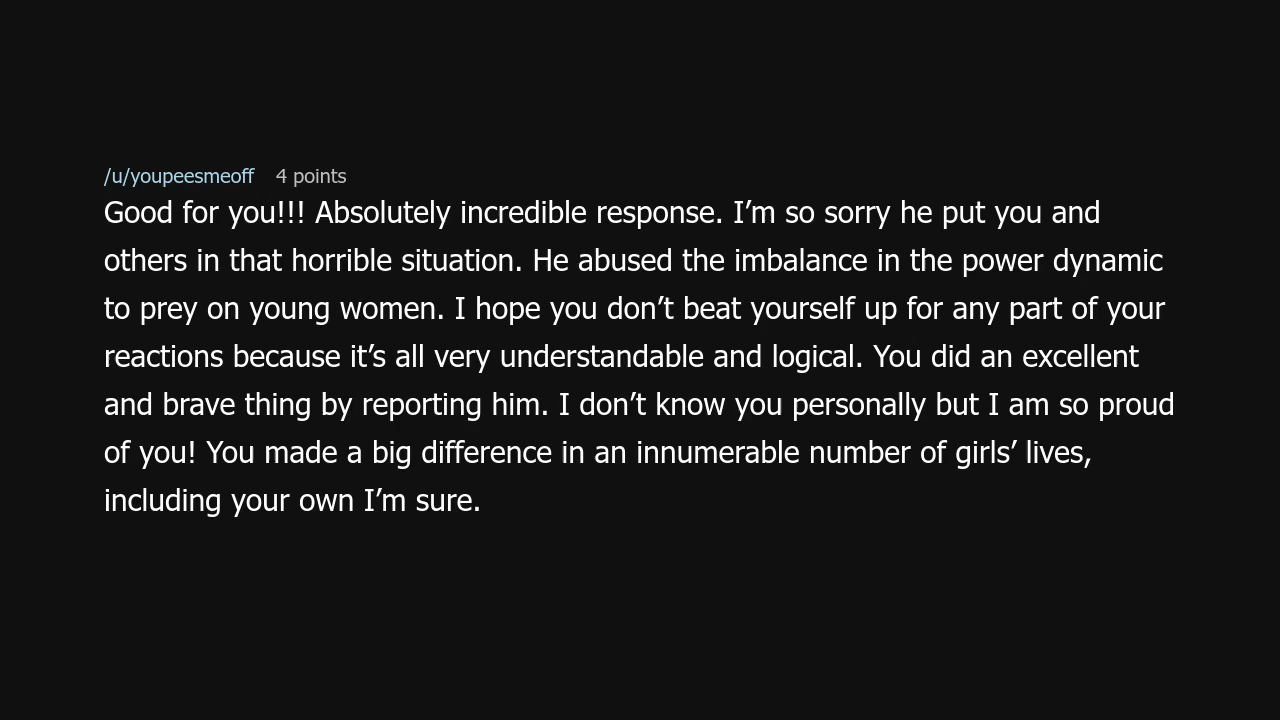 /u/youpeesmeoff 4 points
Good for you!!! Absolutely incredible response. I’m so sorry he put you and
others in that horrible situation. He abused the imbalance in the power dynamic
to prey on young women. I hope you don’t beat yourself up for any part of your
reactions because it’s all very understandable and logical. You did an excellent
and brave thing by reporting him. I don’t know you personally but I am so proud
of you! You made a big difference in an innumerable number of girls’ lives,
including your own I’m sure.